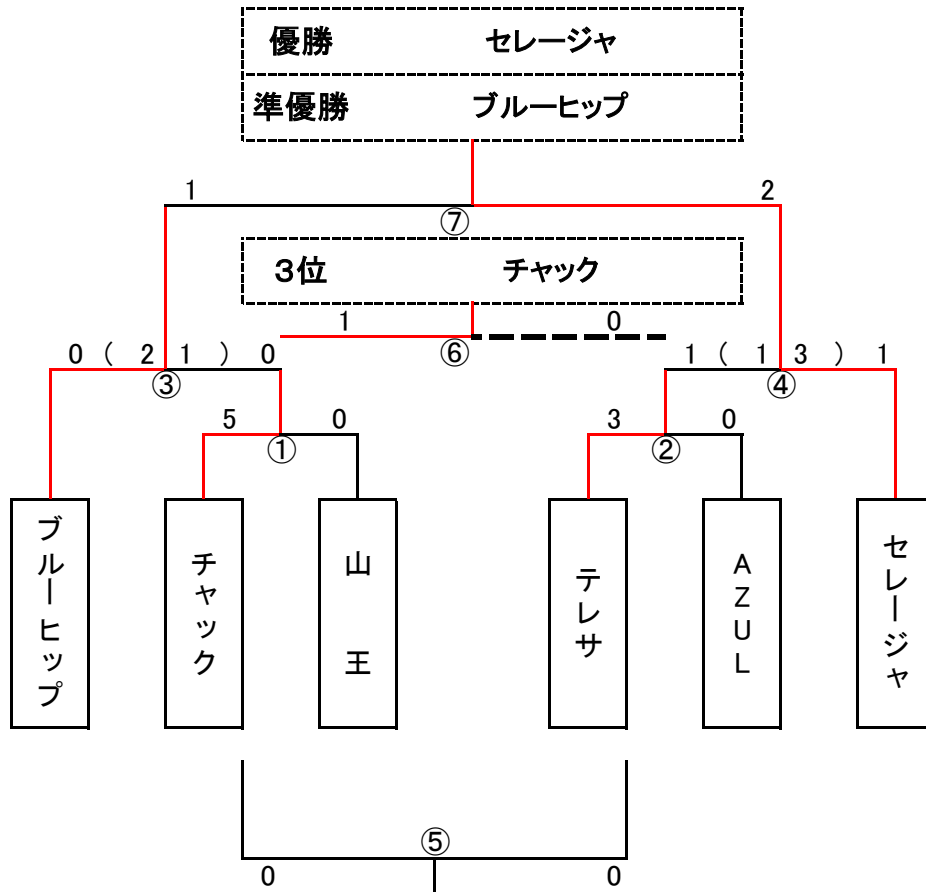 優勝 セレージャ
準優勝 ブルーヒップ
1 2
⑦
３位 チャック
1 0
⑥
0 ( 2 1 ) 0 1 ( 1 3 ) 1
③ ④
5 0 3 0
① ②
ブルーヒップ
チャック
山王
テレサ
AZUL
セレージャ
⑤
0 0